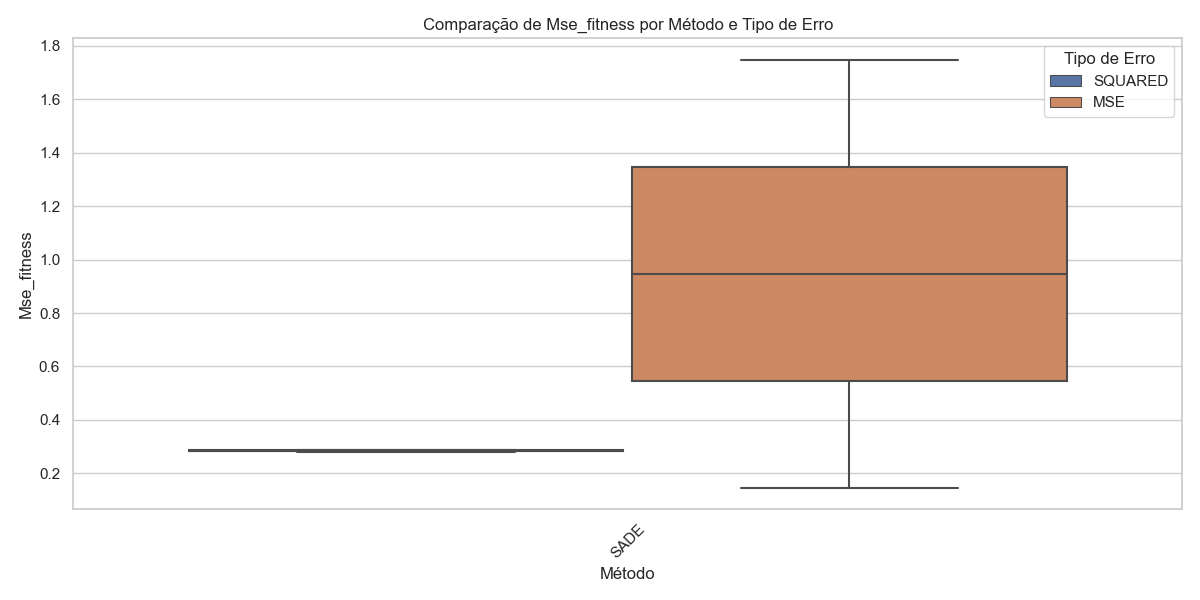 Comparação de Mse_fitness por Método e Tipo de Erro
Tipo de Erro
SQUARED
MSE
Mse_fitness
1.8
1.6
1.4
1.2
1.0
0.8
0.6
0.4
0.2
SADE
Método